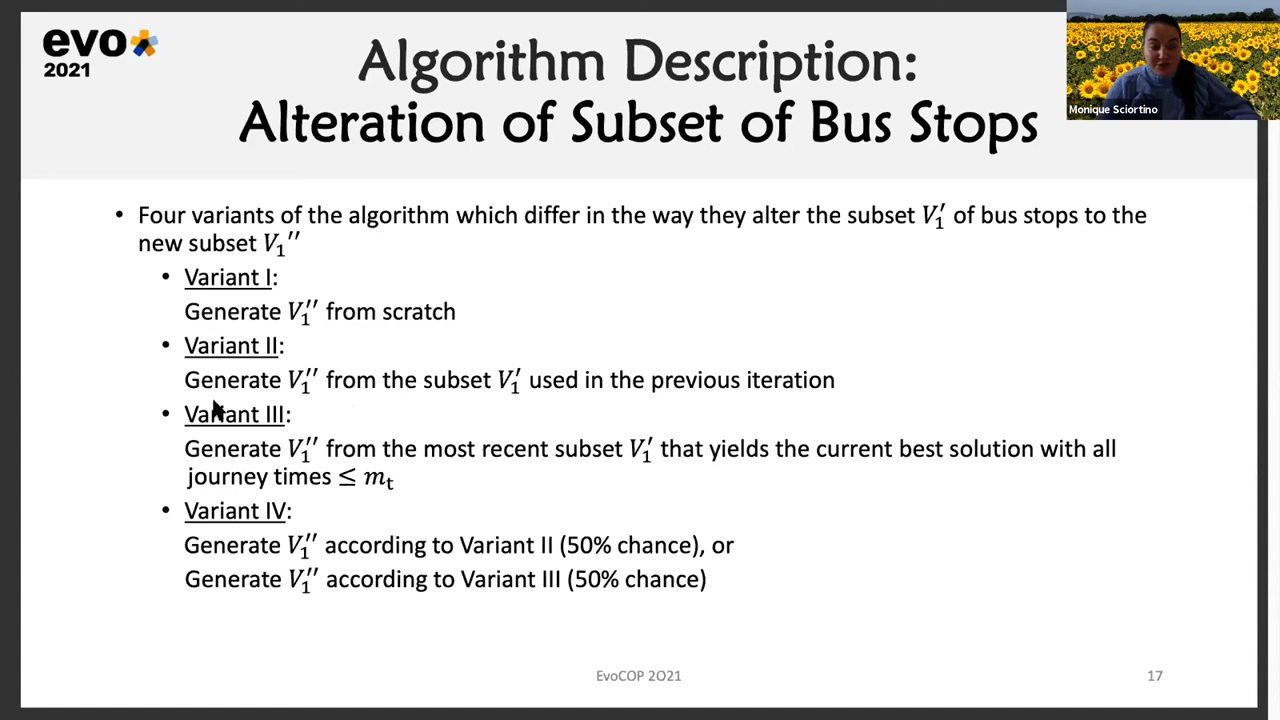 evo*
2021
Algorithm Description:
Alteration of Subset of Bus Stops
Monique Sciortino
• Four variants of the algorithm which differ in the way they alter the subset V₁′ of bus stops to the
new subset V₁′′
• Variant I:
Generate V₁′′ from scratch
• Variant II:
Generate V₁′′ from the subset V₁′ used in the previous iteration
• Variant III:
Generate V₁′′ from the most recent subset V₁′ that yields the current best solution with all
journey times ≤ mₜ
• Variant IV:
Generate V₁′′ according to Variant II (50% chance), or
Generate V₁′′ according to Variant III (50% chance)
EvoCOP 2021
17